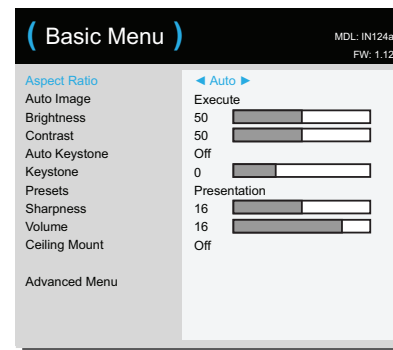 ( Basic Menu )
MDL: IN124a
FW: 1.12
Aspect Ratio ◄ Auto ►
Auto Image Execute
Brightness 50
Contrast 50
Auto Keystone Off
Keystone 0
Presets Presentation
Sharpness 16
Volume 16
Ceiling Mount Off
Advanced Menu